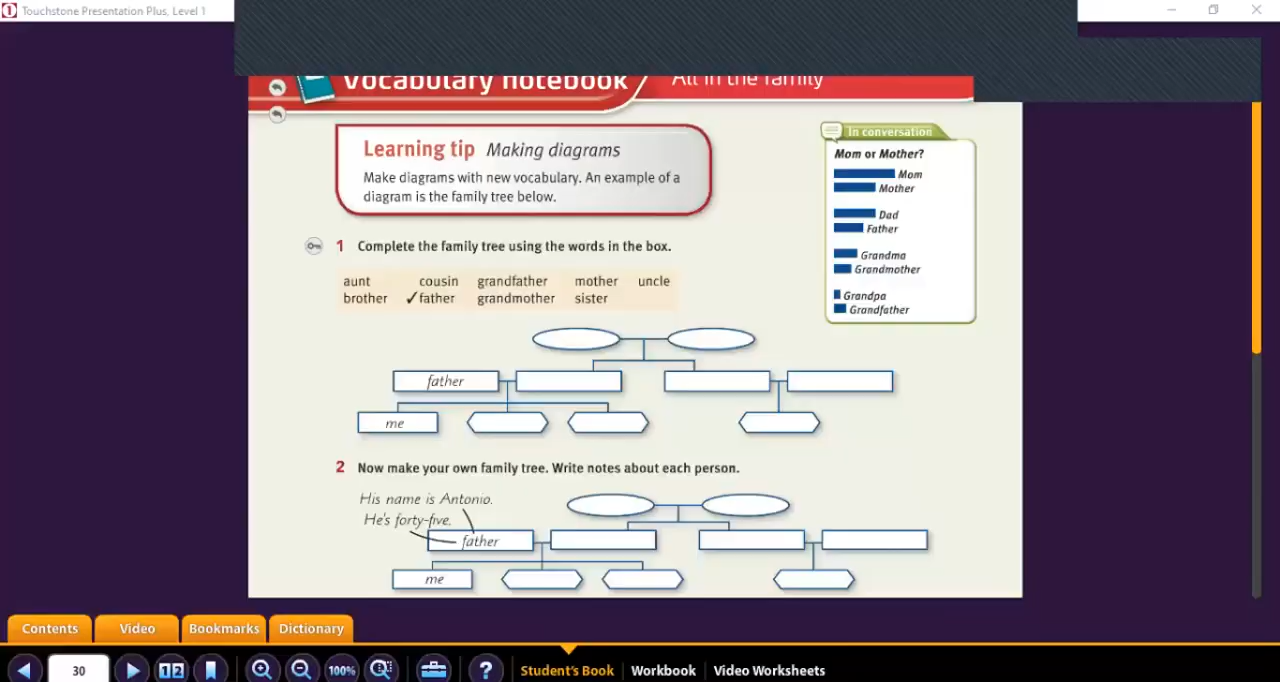 Touchstone Presentation Plus, Level 1
Vocabulary notebook
All in the family
Learning tip Making diagrams
Make diagrams with new vocabulary. An example of a
diagram is the family tree below.
In conversation
Mom or Mother?
Mom
Mother
Dad
Father
Grandma
Grandmother
Grandpa
Grandfather
1 Complete the family tree using the words in the box.
aunt cousin grandfather mother uncle
brother ✓father grandmother sister
father
me
2 Now make your own family tree. Write notes about each person.
His name is Antonio.
He's forty-five.
father
me
Contents Video Bookmarks Dictionary
30 12 100% ? Student's Book Workbook Video Worksheets